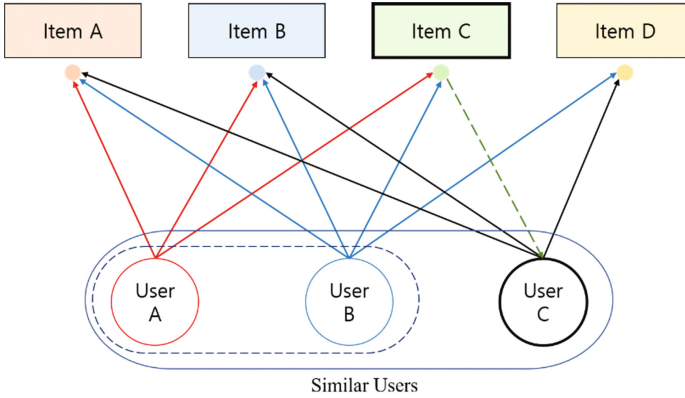 Item A
Item B
Item C
Item D
User
A
User
B
User
C
Similar Users